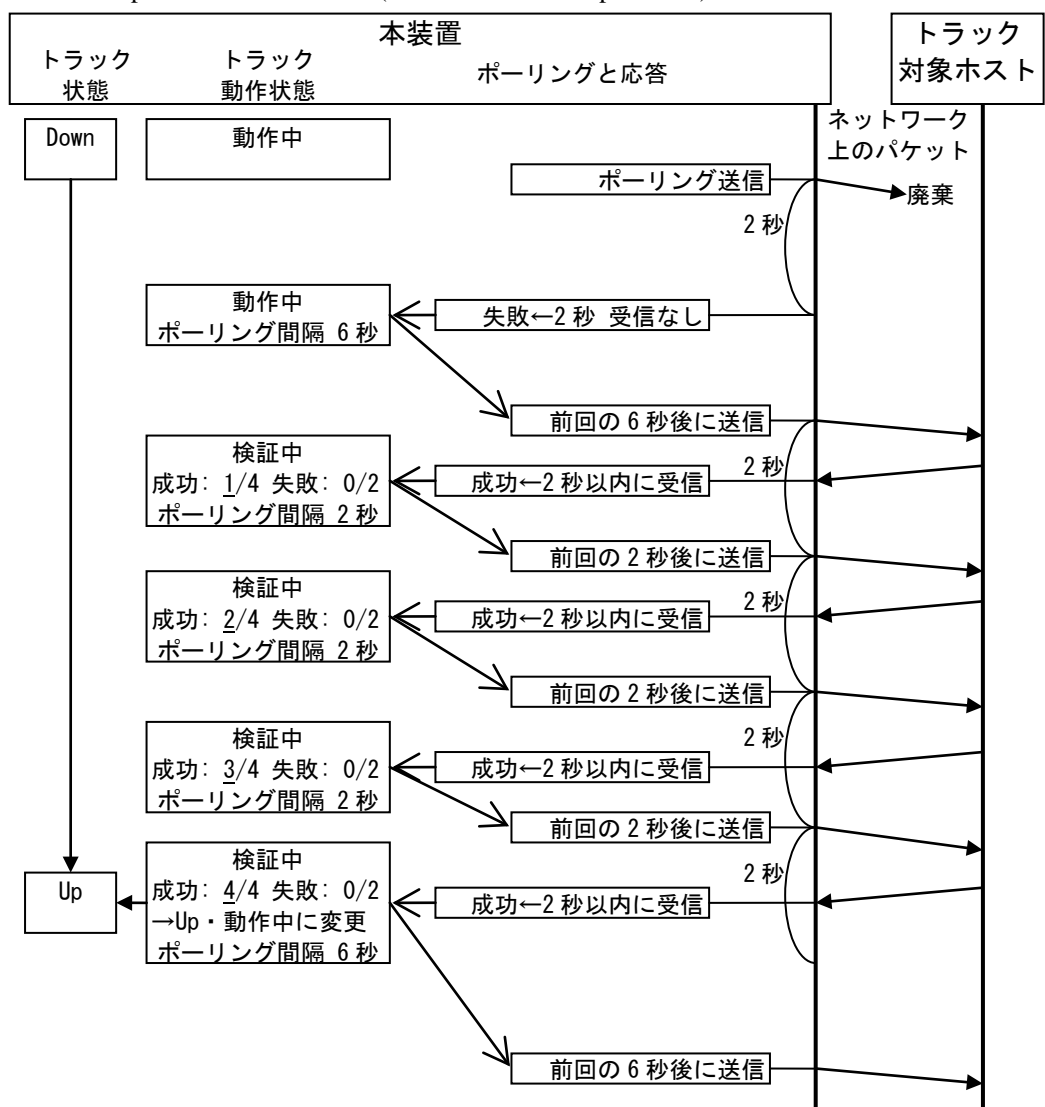 本装置
トラック
対象ホスト
トラック
状態
トラック
動作状態
ポーリングと応答
ネットワーク
上のパケット
Down
動作中
ポーリング送信
廃棄
2秒
動作中
ポーリング間隔 6秒
失敗←2秒 受信なし
前回の6秒後に送信
検証中
成功: 1/4 失敗: 0/2
ポーリング間隔 2秒
成功←2秒以内に受信
2秒
前回の2秒後に送信
検証中
成功: 2/4 失敗: 0/2
ポーリング間隔 2秒
成功←2秒以内に受信
2秒
前回の2秒後に送信
検証中
成功: 3/4 失敗: 0/2
ポーリング間隔 2秒
成功←2秒以内に受信
2秒
前回の2秒後に送信
Up
検証中
成功: 4/4 失敗: 0/2
→Up・動作中に変更
ポーリング間隔 6秒
成功←2秒以内に受信
2秒
前回の6秒後に送信